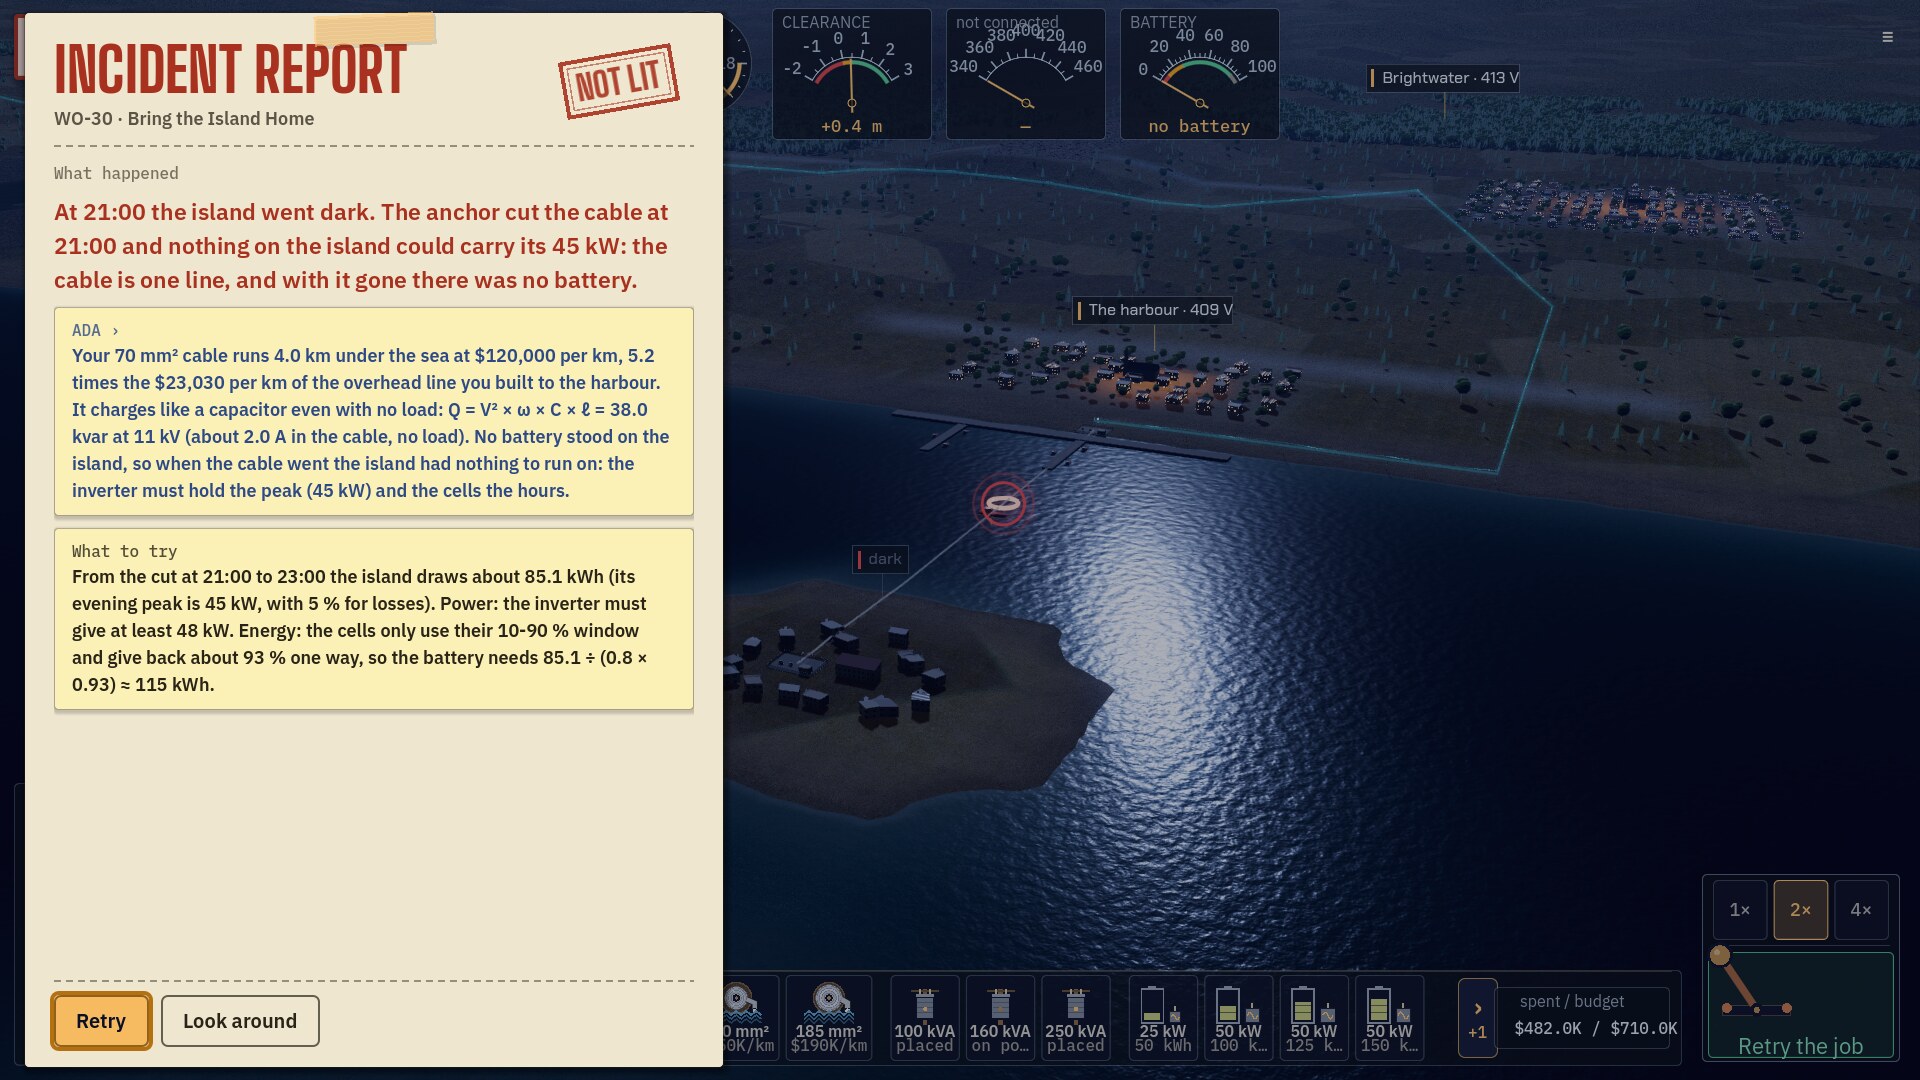 INCIDENT REPORT
NOT LIT
WO-30 · Bring the Island Home
What happened
At 21:00 the island went dark. The anchor cut the cable at
21:00 and nothing on the island could carry its 45 kW: the
cable is one line, and with it gone there was no battery.
ADA ›
Your 70 mm² cable runs 4.0 km under the sea at $120,000 per km, 5.2
times the $23,030 per km of the overhead line you built to the harbour.
It charges like a capacitor even with no load: Q = V² × ω × C × ℓ = 38.0
kvar at 11 kV (about 2.0 A in the cable, no load). No battery stood on the
island, so when the cable went the island had nothing to run on: the
inverter must hold the peak (45 kW) and the cells the hours.
What to try
From the cut at 21:00 to 23:00 the island draws about 85.1 kWh (its
evening peak is 45 kW, with 5 % for losses). Power: the inverter must
give at least 48 kW. Energy: the cells only use their 10-90 % window
and give back about 93 % one way, so the battery needs 85.1 ÷ (0.8 ×
0.93) ≈ 115 kWh.
Retry
Look around
CLEARANCE
-2 -1 0 1 2 3
+0.4 m
not connected
340 360 380 400 420 440 460
—
BATTERY
0 20 40 60 80 100
no battery
≡
Brightwater · 413 V
The harbour · 409 V
dark
0 mm²
0K/km
185 mm²
$190K/km
100 kVA
placed
160 kVA
on po…
250 kVA
placed
25 kW
50 kWh
50 kW
100 k…
50 kW
125 k…
50 kW
150 k…
›
+1
spent / budget
$482.0K / $710.0K
1×
2×
4×
Retry the job